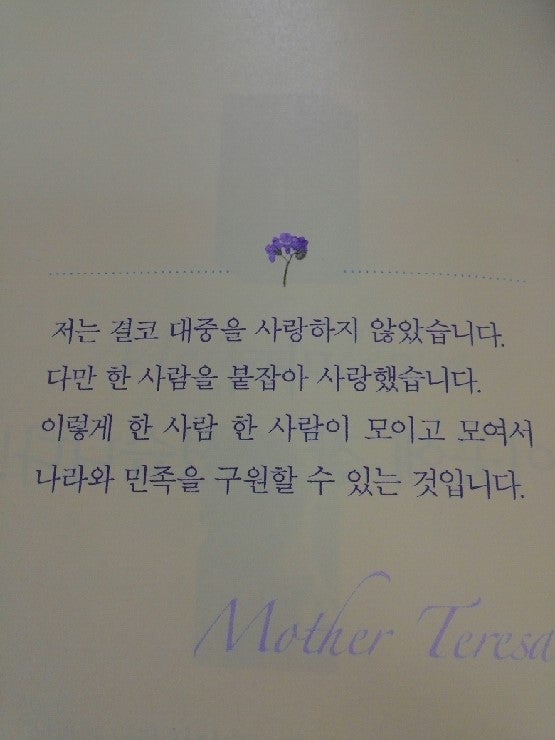 저는 결코 대중을 사랑하지 않았습니다.
다만 한 사람을 붙잡아 사랑했습니다.
이렇게 한 사람 한 사람이 모이고 모여서
나라와 민족을 구원할 수 있는 것입니다.
Mother Teresa